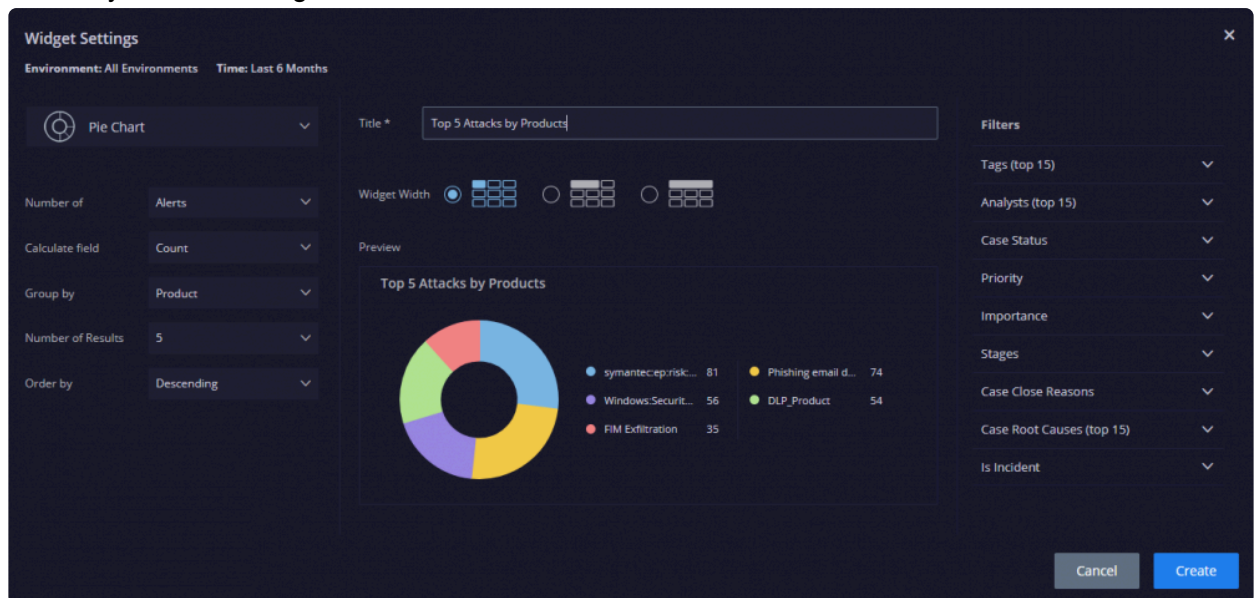 Widget Settings
Environment: All Environments Time: Last 6 Months
Pie Chart
Number of Alerts
Calculate field Count
Group by Product
Number of Results 5
Order by Descending
Title * Top 5 Attacks by Products
Widget Width
Preview
Top 5 Attacks by Products
symantec:ep:risk:... 81 Phishing email d... 74
Windows:Securit... 56 DLP_Product 54
FIM Exfiltration 35
Filters
Tags (top 15)
Analysts (top 15)
Case Status
Priority
Importance
Stages
Case Close Reasons
Case Root Causes (top 15)
Is Incident
Cancel Create